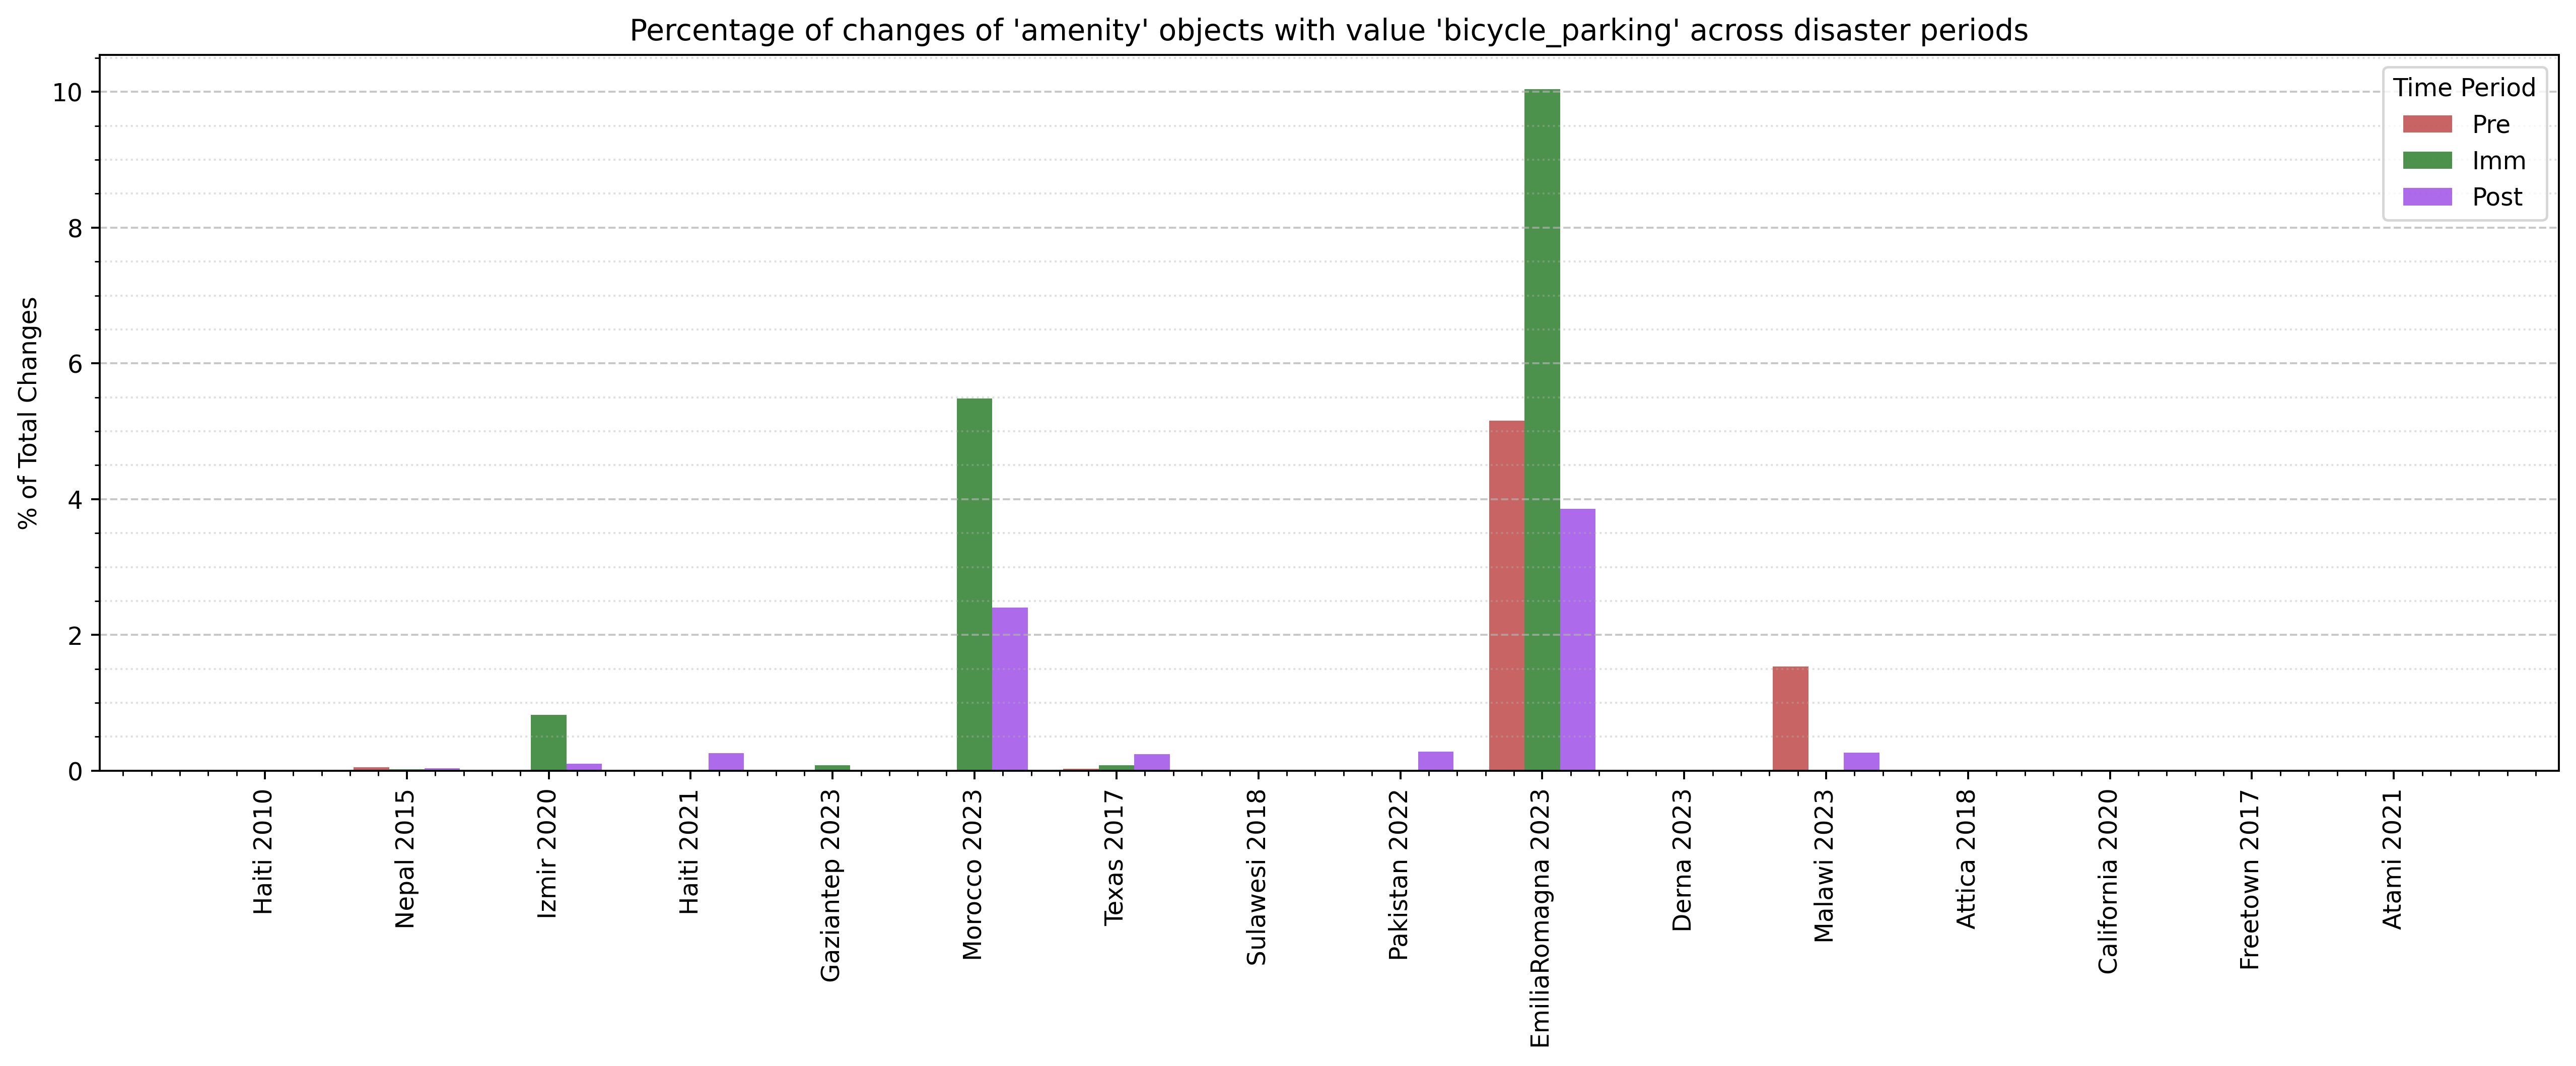 Percentage of changes of 'amenity' objects with value 'bicycle_parking' across disaster periods
% of Total Changes
10
8
6
4
2
0
Time Period
Pre
Imm
Post
Haiti 2010
Nepal 2015
Izmir 2020
Haiti 2021
Gaziantep 2023
Morocco 2023
Texas 2017
Sulawesi 2018
Pakistan 2022
EmiliaRomagna 2023
Derna 2023
Malawi 2023
Attica 2018
California 2020
Freetown 2017
Atami 2021